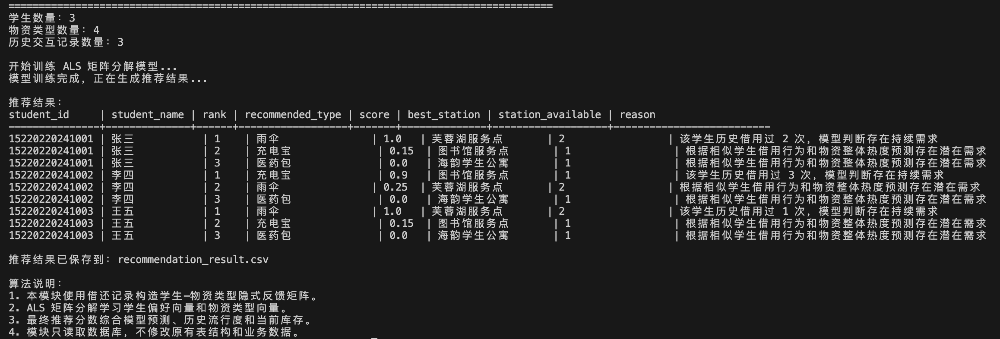 ==========================================================================================
学生数量: 3
物资类型数量: 4
历史交互记录数量: 3
开始训练 ALS 矩阵分解模型...
模型训练完成, 正在生成推荐结果...
推荐结果:
student_id | student_name | rank | recommended_type | score | best_station | station_available | reason
---------------+--------------+------+------------------+-------+--------------+-------------------+--------------------------
15220220241001 | 张三 | 1 | 雨伞 | 1.0 | 芙蓉湖服务点 | 2 | 该学生历史借用过 2 次, 模型判断存在持续需求
15220220241001 | 张三 | 2 | 充电宝 | 0.15 | 图书馆服务点 | 1 | 根据相似学生借用行为和物资整体热度预测存在潜在需求
15220220241001 | 张三 | 3 | 医药包 | 0.0 | 海韵学生公寓 | 1 | 根据相似学生借用行为和物资整体热度预测存在潜在需求
15220220241002 | 李四 | 1 | 充电宝 | 0.9 | 图书馆服务点 | 1 | 该学生历史借用过 3 次, 模型判断存在持续需求
15220220241002 | 李四 | 2 | 雨伞 | 0.25 | 芙蓉湖服务点 | 2 | 根据相似学生借用行为和物资整体热度预测存在潜在需求
15220220241002 | 李四 | 3 | 医药包 | 0.0 | 海韵学生公寓 | 1 | 根据相似学生借用行为和物资整体热度预测存在潜在需求
15220220241003 | 王五 | 1 | 雨伞 | 1.0 | 芙蓉湖服务点 | 2 | 该学生历史借用过 1 次, 模型判断存在持续需求
15220220241003 | 王五 | 2 | 充电宝 | 0.15 | 图书馆服务点 | 1 | 根据相似学生借用行为和物资整体热度预测存在潜在需求
15220220241003 | 王五 | 3 | 医药包 | 0.0 | 海韵学生公寓 | 1 | 根据相似学生借用行为和物资整体热度预测存在潜在需求
推荐结果已保存到: recommendation_result.csv
算法说明:
1. 本模块使用借还记录构造学生—物资类型隐式反馈矩阵。
2. ALS 矩阵分解学习学生偏好向量和物资类型向量。
3. 最终推荐分数综合模型预测、历史流行度和当前库存。
4. 模块只读取数据库, 不修改原有表结构和业务数据。